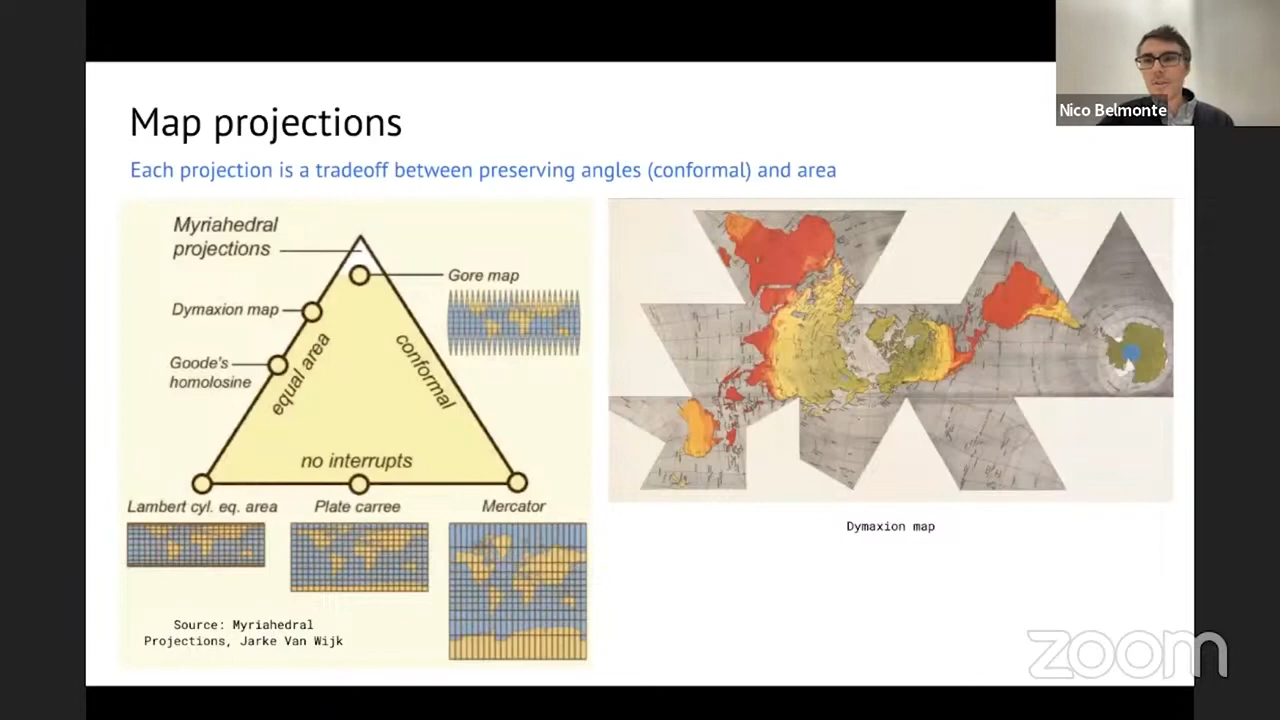 Nico Belmonte
Map projections
Each projection is a tradeoff between preserving angles (conformal) and area
Myriahedral
projections
Gore map
Dymaxion map
Goode's
homolosine
equal area
conformal
no interrupts
Lambert cyl. eq. area
Plate carree
Mercator
Source: Myriahedral
Projections, Jarke Van Wijk
Dymaxion map
zoom